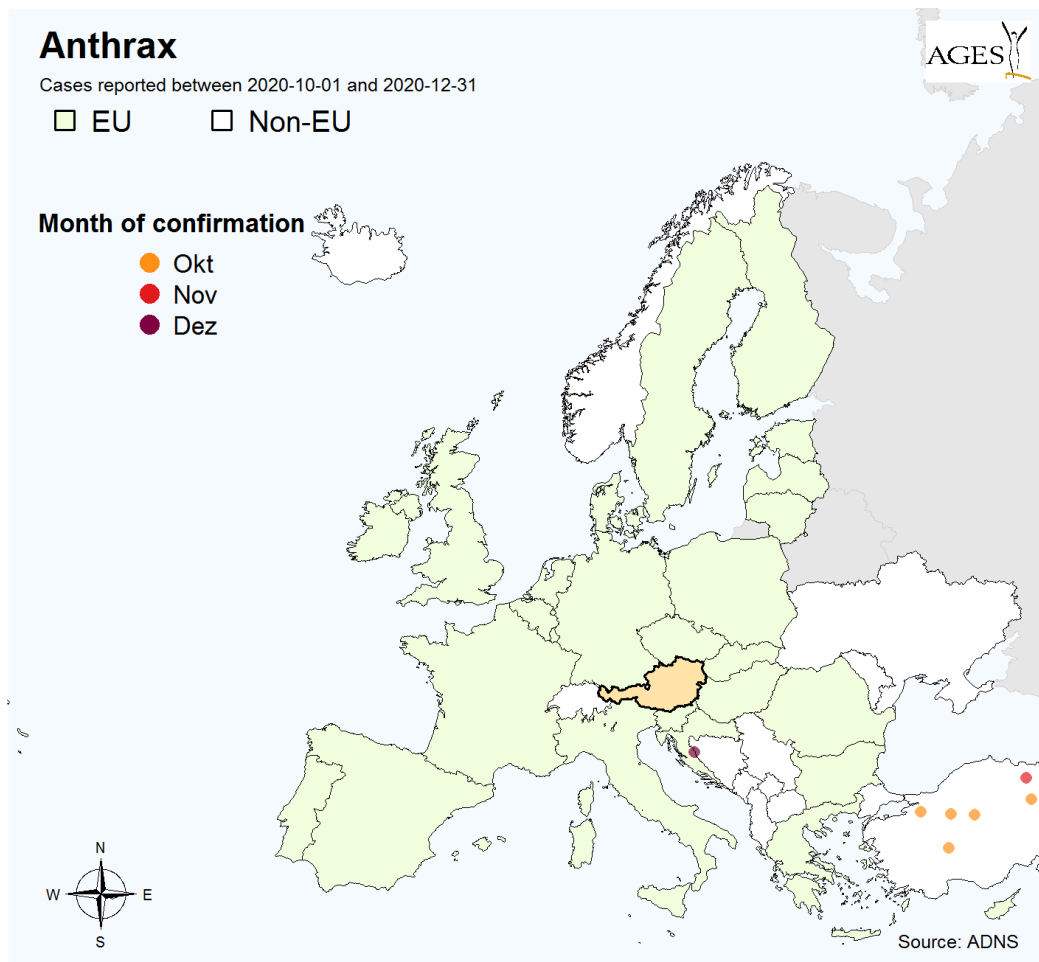 Anthrax
Cases reported between 2020-10-01 and 2020-12-31
EU Non-EU
AGES
Month of confirmation
Okt
Nov
Dez
N
W E
S
Source: ADNS